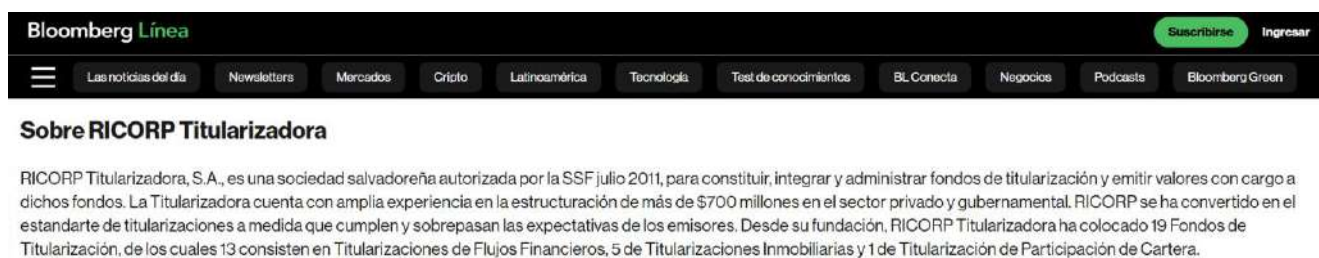 Bloomberg Línea
Suscribirse Ingresar
Las noticias del día Newsletters Mercados Cripto Latinoamérica Tecnología Test de conocimientos BL Conecta Negocios Podcasts Bloomberg Green
Sobre RICORP Titularizadora
RICORP Titularizadora, S.A., es una sociedad salvadoreña autorizada por la SSF julio 2011, para constituir, integrar y administrar fondos de titularización y emitir valores con cargo a
dichos fondos. La Titularizadora cuenta con amplia experiencia en la estructuración de más de $700 millones en el sector privado y gubernamental. RICORP se ha convertido en el
estandarte de titularizaciones a medida que cumplen y sobrepasan las expectativas de los emisores. Desde su fundación, RICORP Titularizadora ha colocado 19 Fondos de
Titularización, de los cuales 13 consisten en Titularizaciones de Flujos Financieros, 5 de Titularizaciones Inmobiliarias y 1 de Titularización de Participación de Cartera.